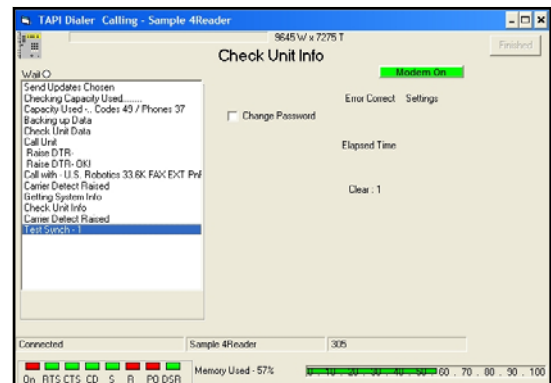 TAPI Dialer Calling - Sample 4Reader
9645 W x 7275 T
Finished
Check Unit Info
Modem On
Wail O
Send Updates Chosen
Checking Capacity Used........
Capacity Used -.. Codes 49 / Phones 37
Backing up Data
Check Unit Data
Call Unit
Raise DTR-
Raise DTR- OK!
Call with - U.S. Robotics 33.6K FAX EXT PnF
Carrier Detect Raised
Getting System Info
Check Unit Info
Carrier Detect Raised
Test Synch - 1
Error Correct Settings
Change Password
Elapsed Time
Clear : 1
Connected
Sample 4Reader
305
On RTS CTS CD S R PO DSR
Memory Used - 57%
0 . 10 . 20 . 30 . 40 . 50 . 60 . 70 . 80 . 90 . 100